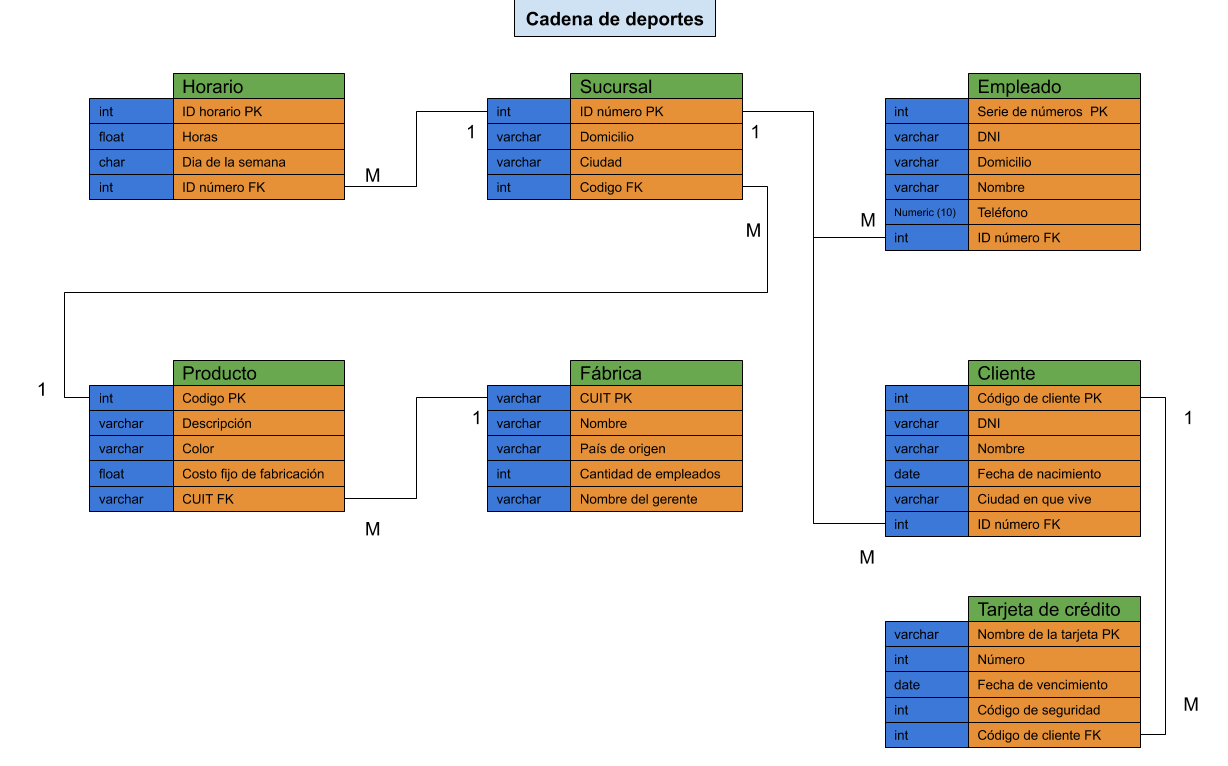 Cadena de deportes
Horario
int ID horario PK
float Horas
char Dia de la semana
int ID número FK
M
1
Sucursal
int ID número PK
varchar Domicilio
varchar Ciudad
int Codigo FK
1
M
Empleado
int Serie de números PK
varchar DNI
varchar Domicilio
varchar Nombre
Numeric (10) Teléfono
int ID número FK
M
1
Producto
int Codigo PK
varchar Descripción
varchar Color
float Costo fijo de fabricación
varchar CUIT FK
M
1
Fábrica
varchar CUIT PK
varchar Nombre
varchar País de origen
int Cantidad de empleados
varchar Nombre del gerente
Cliente
int Código de cliente PK
varchar DNI
varchar Nombre
date Fecha de nacimiento
varchar Ciudad en que vive
int ID número FK
1
M
Tarjeta de crédito
varchar Nombre de la tarjeta PK
int Número
date Fecha de vencimiento
int Código de seguridad
int Código de cliente FK
M